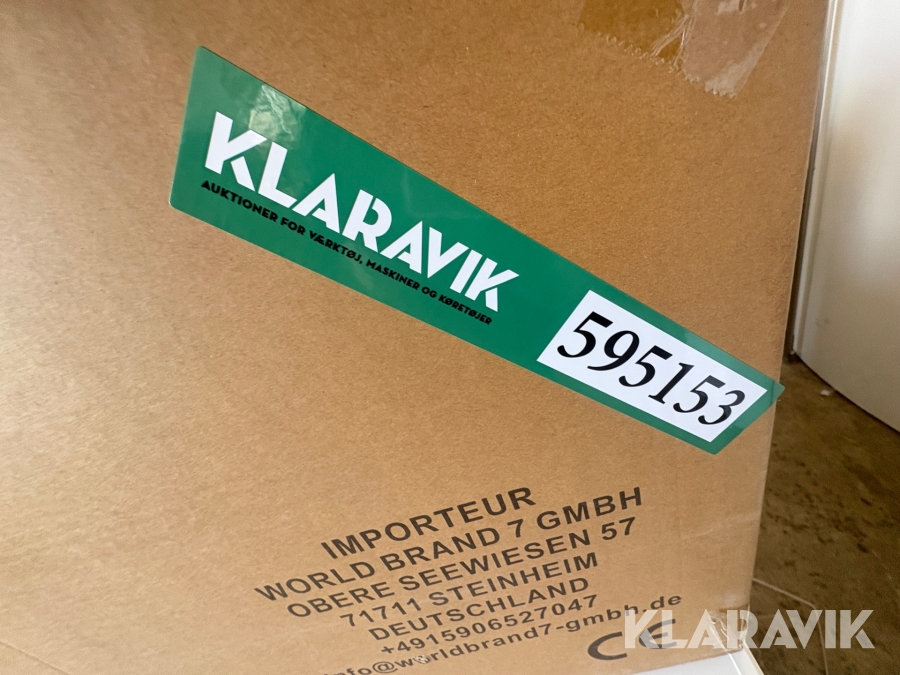 KLARAVIK
AUKTIONER FOR VÆRKTØJ, MASKINER OG KØRETØJER
595153
IMPORTEUR
WORLD BRAND 7 GMBH
OBERE SEEWIESEN 57
71711 STEINHEIM
DEUTSCHLAND
+4915906527047
info@worldbrand7-gmbh.de
CE
KLARAVIK